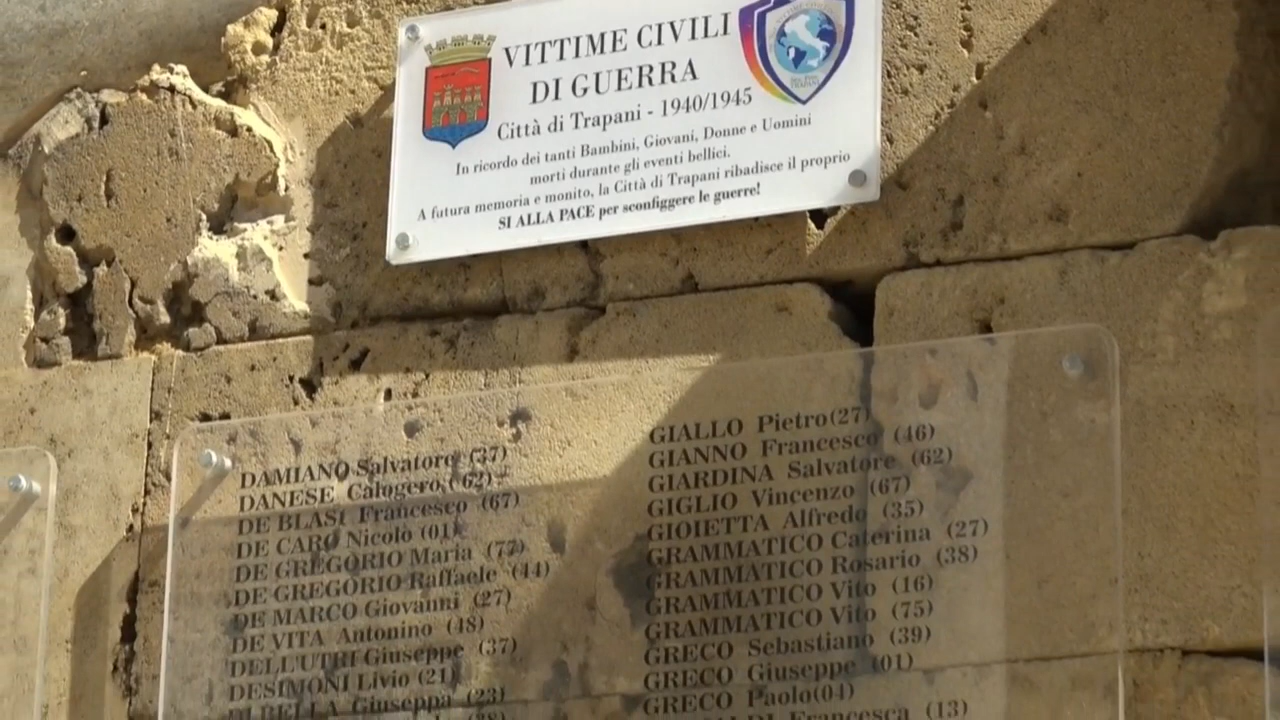 VITTIME CIVILI
DI GUERRA
Città di Trapani - 1940/1945
In ricordo dei tanti Bambini, Giovani, Donne e Uomini
morti durante gli eventi bellici.
A futura memoria e monito, la Città di Trapani ribadisce il proprio
SI ALLA PACE per sconfiggere le guerre!
DAMIANO Salvatore (37)
DANESE Calogero (62)
DE BLASI Francesco (67)
DE CARO Nicolo (01)
DE GREGORIO Maria (77)
DE GREGORIO Raffaele (44)
DE MARCO Giovanni (27)
DE VITA Antonino (48)
DELL'UTRI Giuseppe (37)
DESIMONI Livio (21)
DI BELLA Giuseppa (23)
GIALLO Pietro(27)
GIANNO Francesco (46)
GIARDINA Salvatore (62)
GIGLIO Vincenzo (67)
GIOIETTA Alfredo (35)
GRAMMATICO Caterina (27)
GRAMMATICO Rosario (38)
GRAMMATICO Vito (16)
GRAMMATICO Vito (75)
GRECO Sebastiano (39)
GRECO Giuseppe (01)
GRECO Paolo(04)
Francesca (13)